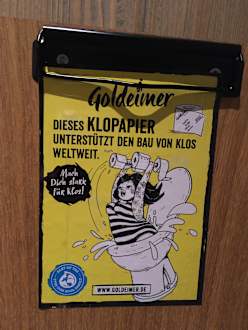 Goldeimer
DIESES KLOPAPIER
UNTERSTÜTZT DEN BAU VON KLOS
WELTWEIT.
Mach
Dich stark
für Klos!
WWW.GOLDEIMER.DE